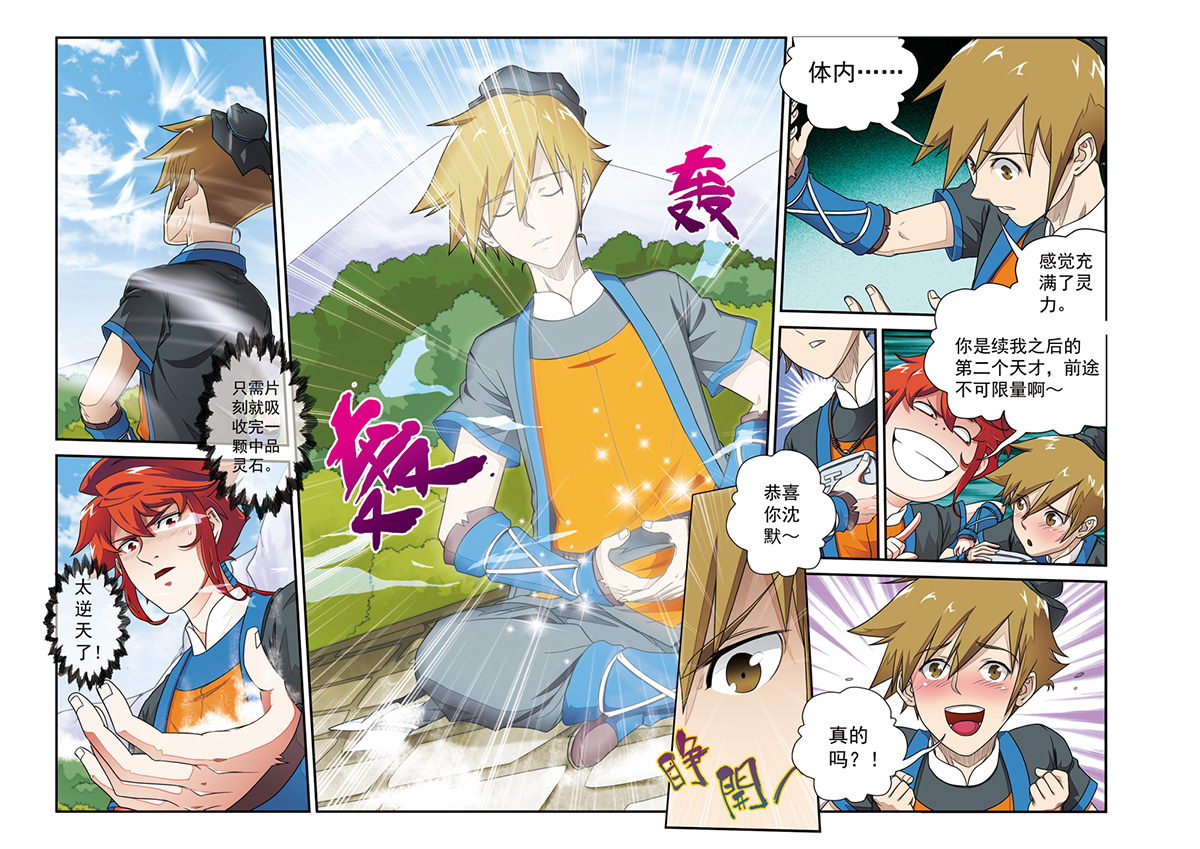 只需片
刻就吸
收完一
颗中品
灵石。
太
逆
天
了！
轰
轰
睁開
恭喜
你沈
默～
体内……
感觉充
满了灵
力。
你是续我之后的
第二个天才，前途
不可限量啊～
真的
吗？！